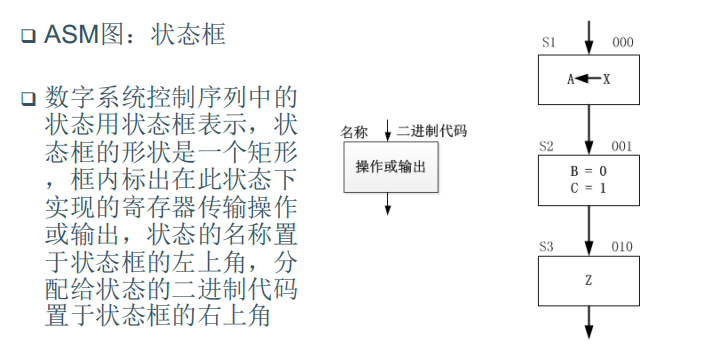 ASM图：状态框
数字系统控制序列中的
状态用状态框表示，状
态框的形状是一个矩形
，框内标出在此状态下
实现的寄存器传输操作
或输出，状态的名称置
于状态框的左上角，分
配给状态的二进制代码
置于状态框的右上角
名称 二进制代码
操作或输出
S1 000
A←X
S2 001
B = 0
C = 1
S3 010
Z